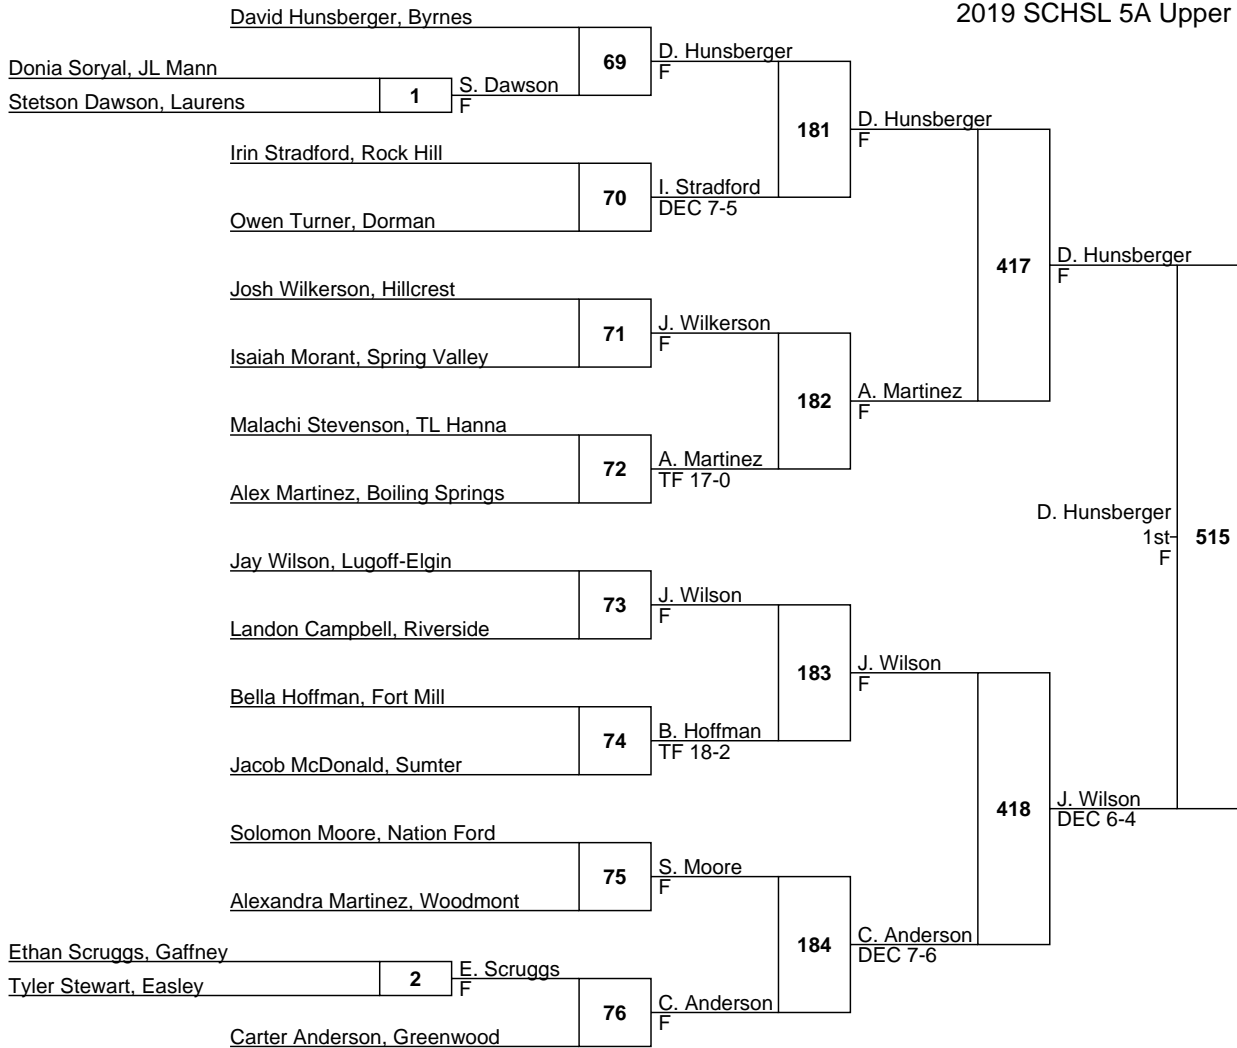 2019 SCHSL 5A Upper
David Hunsberger, Byrnes
69
D. Hunsberger
F
Donia Soryal, JL Mann
1
S. Dawson
F
Stetson Dawson, Laurens
181
D. Hunsberger
F
Irin Stradford, Rock Hill
70
I. Stradford
DEC 7-5
Owen Turner, Dorman
417
D. Hunsberger
F
Josh Wilkerson, Hillcrest
71
J. Wilkerson
F
Isaiah Morant, Spring Valley
182
A. Martinez
F
Malachi Stevenson, TL Hanna
72
A. Martinez
TF 17-0
Alex Martinez, Boiling Springs
D. Hunsberger
1st
F
515
Jay Wilson, Lugoff-Elgin
73
J. Wilson
F
Landon Campbell, Riverside
183
J. Wilson
F
Bella Hoffman, Fort Mill
74
B. Hoffman
TF 18-2
Jacob McDonald, Sumter
418
J. Wilson
DEC 6-4
Solomon Moore, Nation Ford
75
S. Moore
F
Alexandra Martinez, Woodmont
184
C. Anderson
DEC 7-6
Ethan Scruggs, Gaffney
2
E. Scruggs
F
Tyler Stewart, Easley
76
C. Anderson
F
Carter Anderson, Greenwood